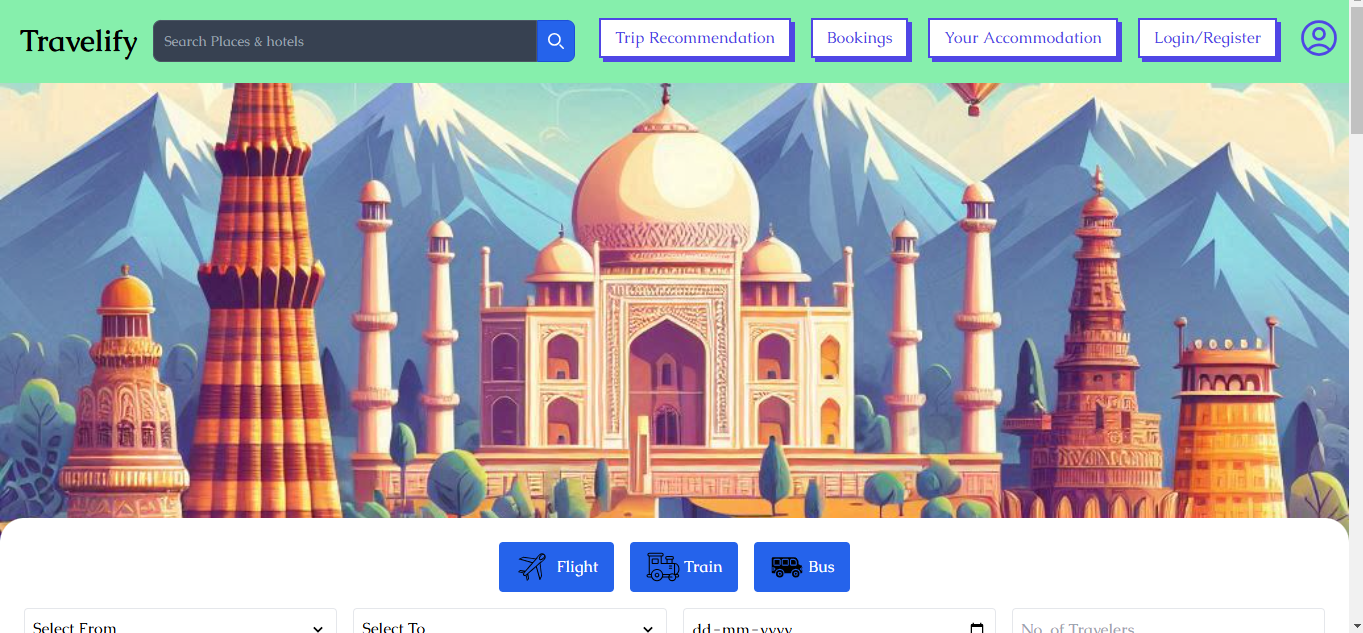 Travelify
Search Places & hotels
Trip Recommendation
Bookings
Your Accommodation
Login/Register
Flight
Train
Bus
Select From
Select To
dd-mm-yyyy
No. of Travelers